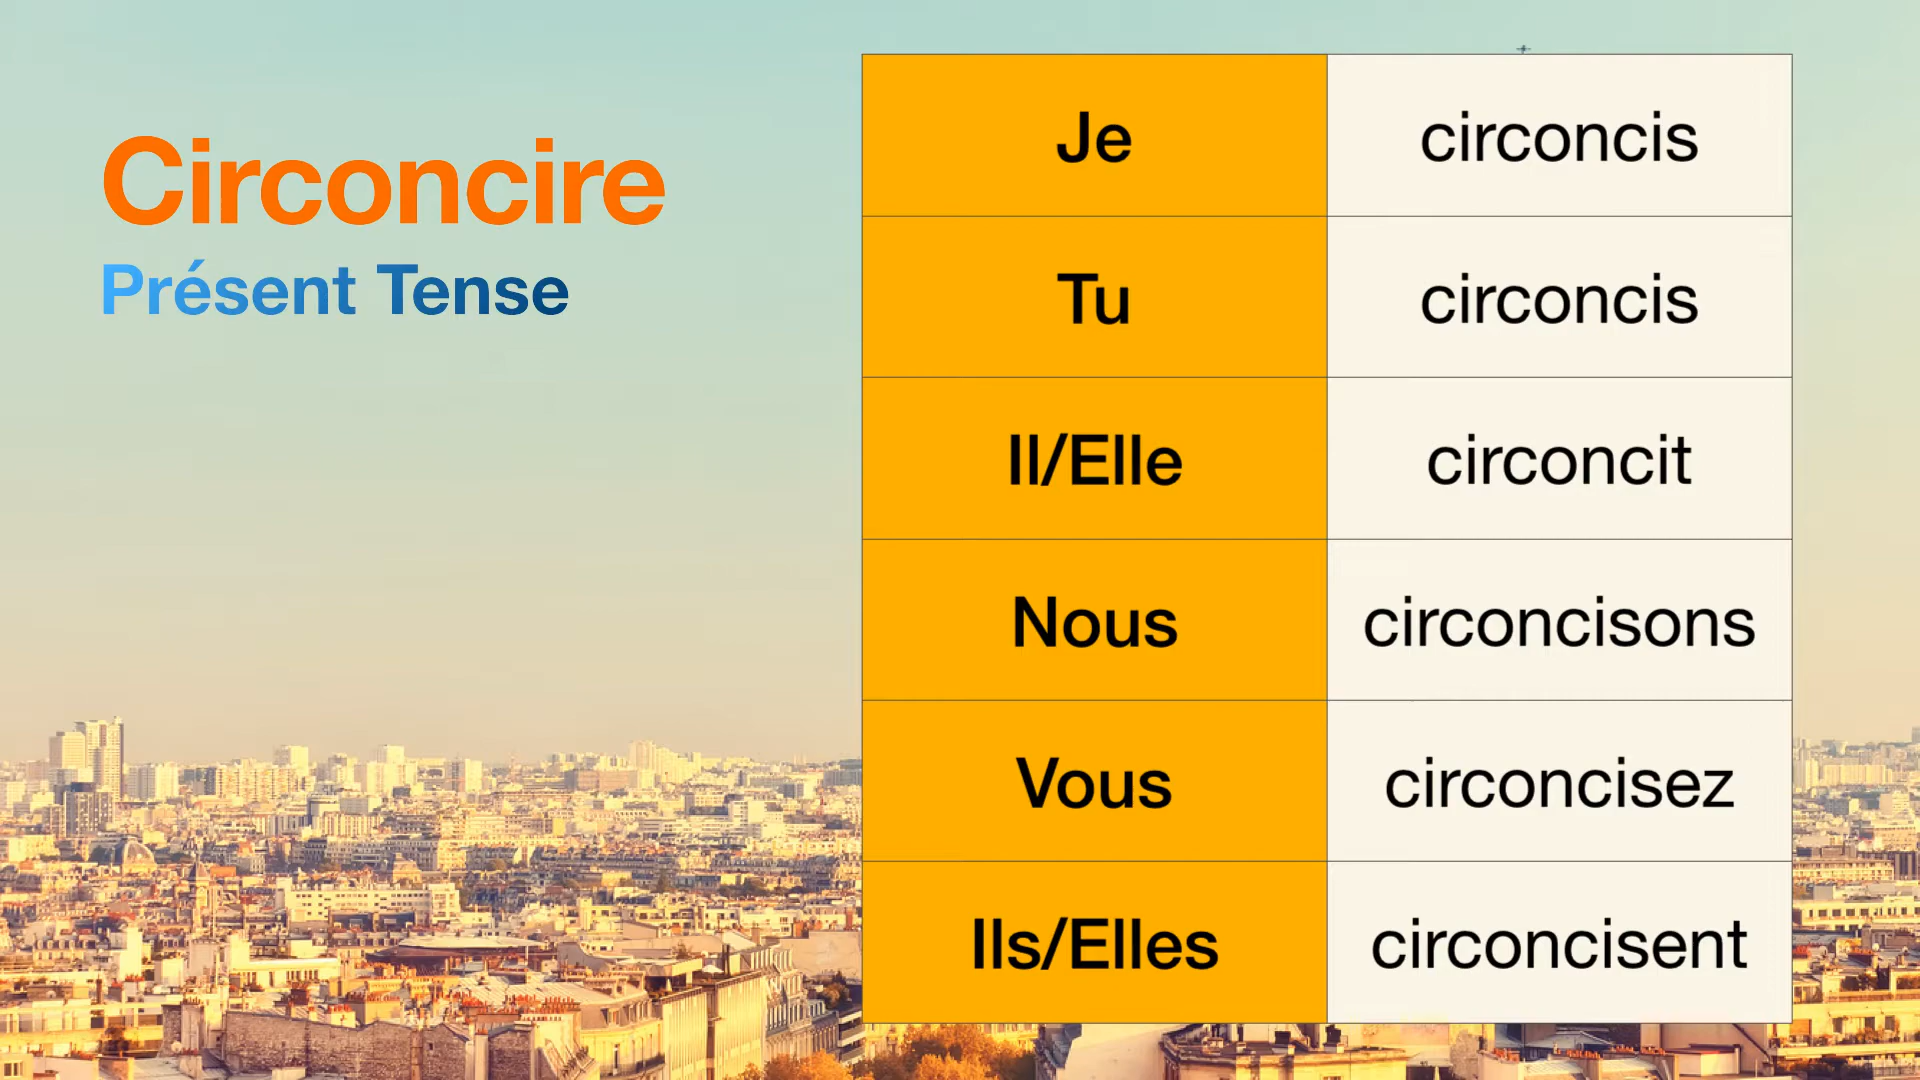 Circoncire
Présent Tense
Je circoncis
Tu circoncis
Il/Elle circoncit
Nous circoncisons
Vous circoncisez
Ils/Elles circoncisent